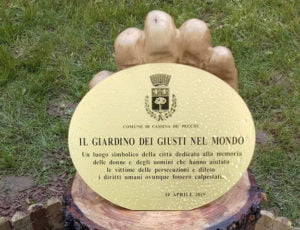 COMUNE DI CASSINA DE' PECCHI
IL GIARDINO DEI GIUSTI NEL MONDO
Un luogo simbolico della città dedicato alla memoria
delle donne e degli uomini che hanno aiutato
le vittime delle persecuzioni e difeso
i diritti umani ovunque fossero calpestati.
14 APRILE 2019